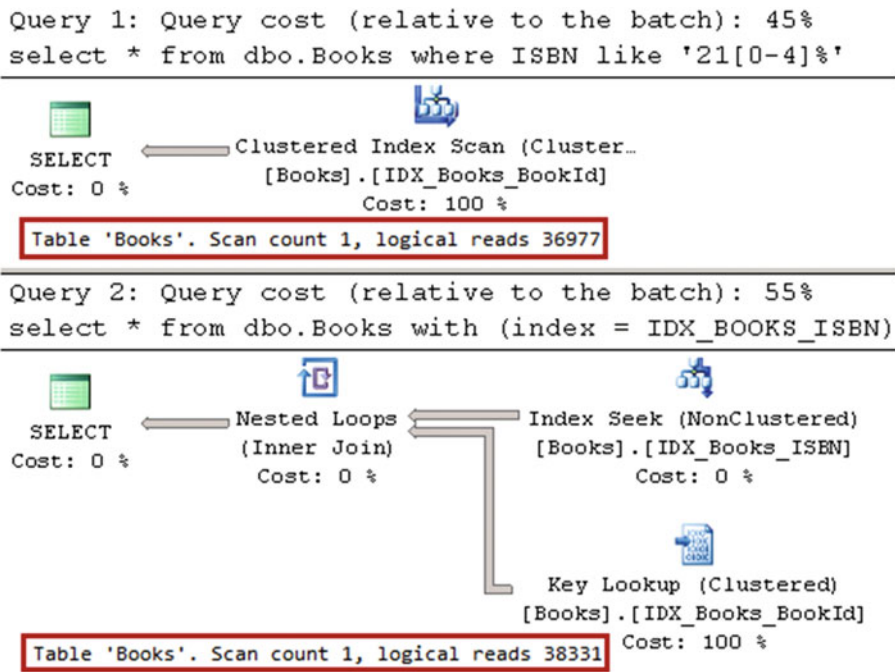 Query 1: Query cost (relative to the batch): 45%
select * from dbo.Books where ISBN like '21[0-4]%'
Clustered Index Scan (Cluster…
SELECT
[Books].[IDX_Books_BookId]
Cost: 0 %
Cost: 100 %
Table 'Books'. Scan count 1, logical reads 36977
Query 2: Query cost (relative to the batch): 55%
select * from dbo.Books with (index = IDX_BOOKS_ISBN)
SELECT
Cost: 0 %
Nested Loops
(Inner Join)
Cost: 0 %
Index Seek (NonClustered)
[Books].[IDX_Books_ISBN]
Cost: 0 %
Key Lookup (Clustered)
[Books].[IDX_Books_BookId]
Cost: 100 %
Table 'Books'. Scan count 1, logical reads 38331